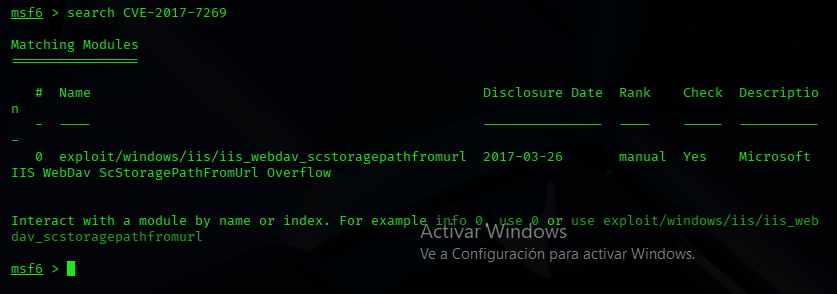 msf6 > search CVE-2017-7269
Matching Modules
================
# Name Disclosure Date Rank Check Descriptio
n
- ---- --------------- ---- ----- ----------
-
0 exploit/windows/iis/iis_webdav_scstoragepathfromurl 2017-03-26 manual Yes Microsoft
IIS WebDav ScStoragePathFromUrl Overflow
Interact with a module by name or index. For example info 0, use 0 or use exploit/windows/iis/iis_web
dav_scstoragepathfromurl
Activar Windows
Ve a Configuración para activar Windows.
msf6 >